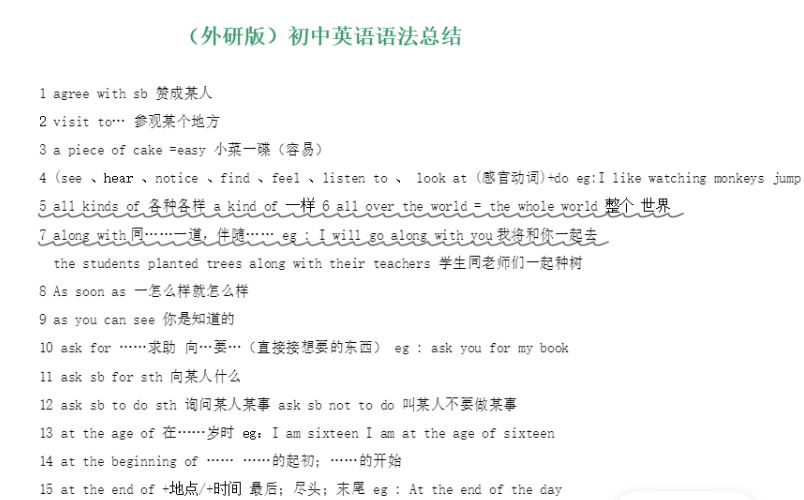 （外研版）初中英语语法总结
1 agree with sb 赞成某人
2 visit to… 参观某个地方
3 a piece of cake =easy 小菜一碟（容易）
4 (see 、hear 、notice 、find 、feel 、listen to 、 look at (感官动词)+do eg:I like watching monkeys jump
5 all kinds of 各种各样 a kind of 一样 6 all over the world = the whole world 整个 世界
7 along with同……一道，伴随…… eg : I will go along with you我将和你一起去
the students planted trees along with their teachers 学生同老师们一起种树
8 As soon as 一怎么样就怎么样
9 as you can see 你是知道的
10 ask for ……求助 向…要…（直接接想要的东西） eg : ask you for my book
11 ask sb for sth 向某人什么
12 ask sb to do sth 询问某人某事 ask sb not to do 叫某人不要做某事
13 at the age of 在……岁时 eg：I am sixteen I am at the age of sixteen
14 at the beginning of …… ……的起初；……的开始
15 at the end of +地点/+时间 最后；尽头；末尾 eg : At the end of the day